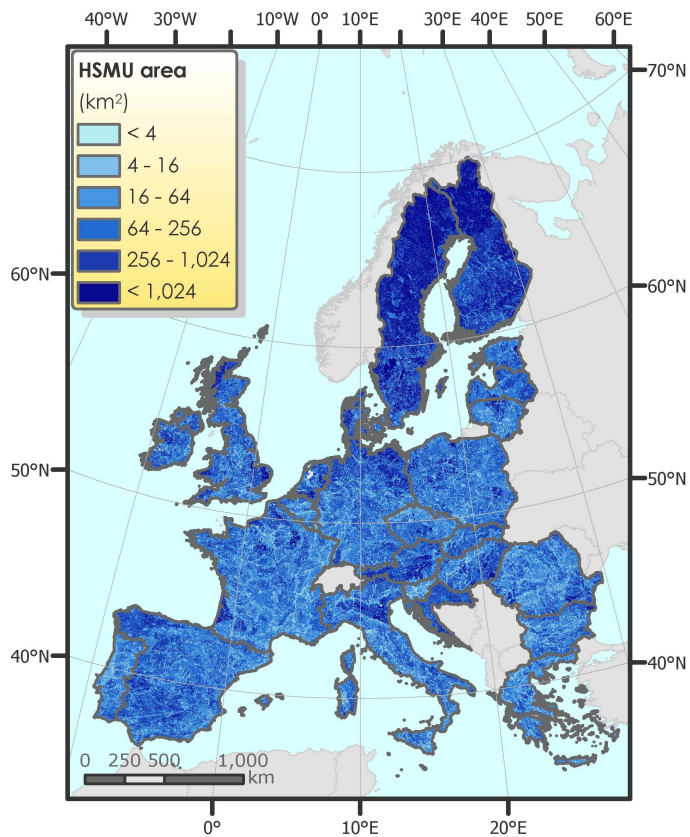 40°W 30°W 10°W 0° 10°E 30°E 40°E 50°E 60°E
70°N
HSMU area
(km²)
< 4
4 - 16
16 - 64
64 - 256
256 - 1,024
< 1,024
60°N 60°N
50°N 50°N
40°N 40°N
0 250 500 1,000
km
0° 10°E 20°E